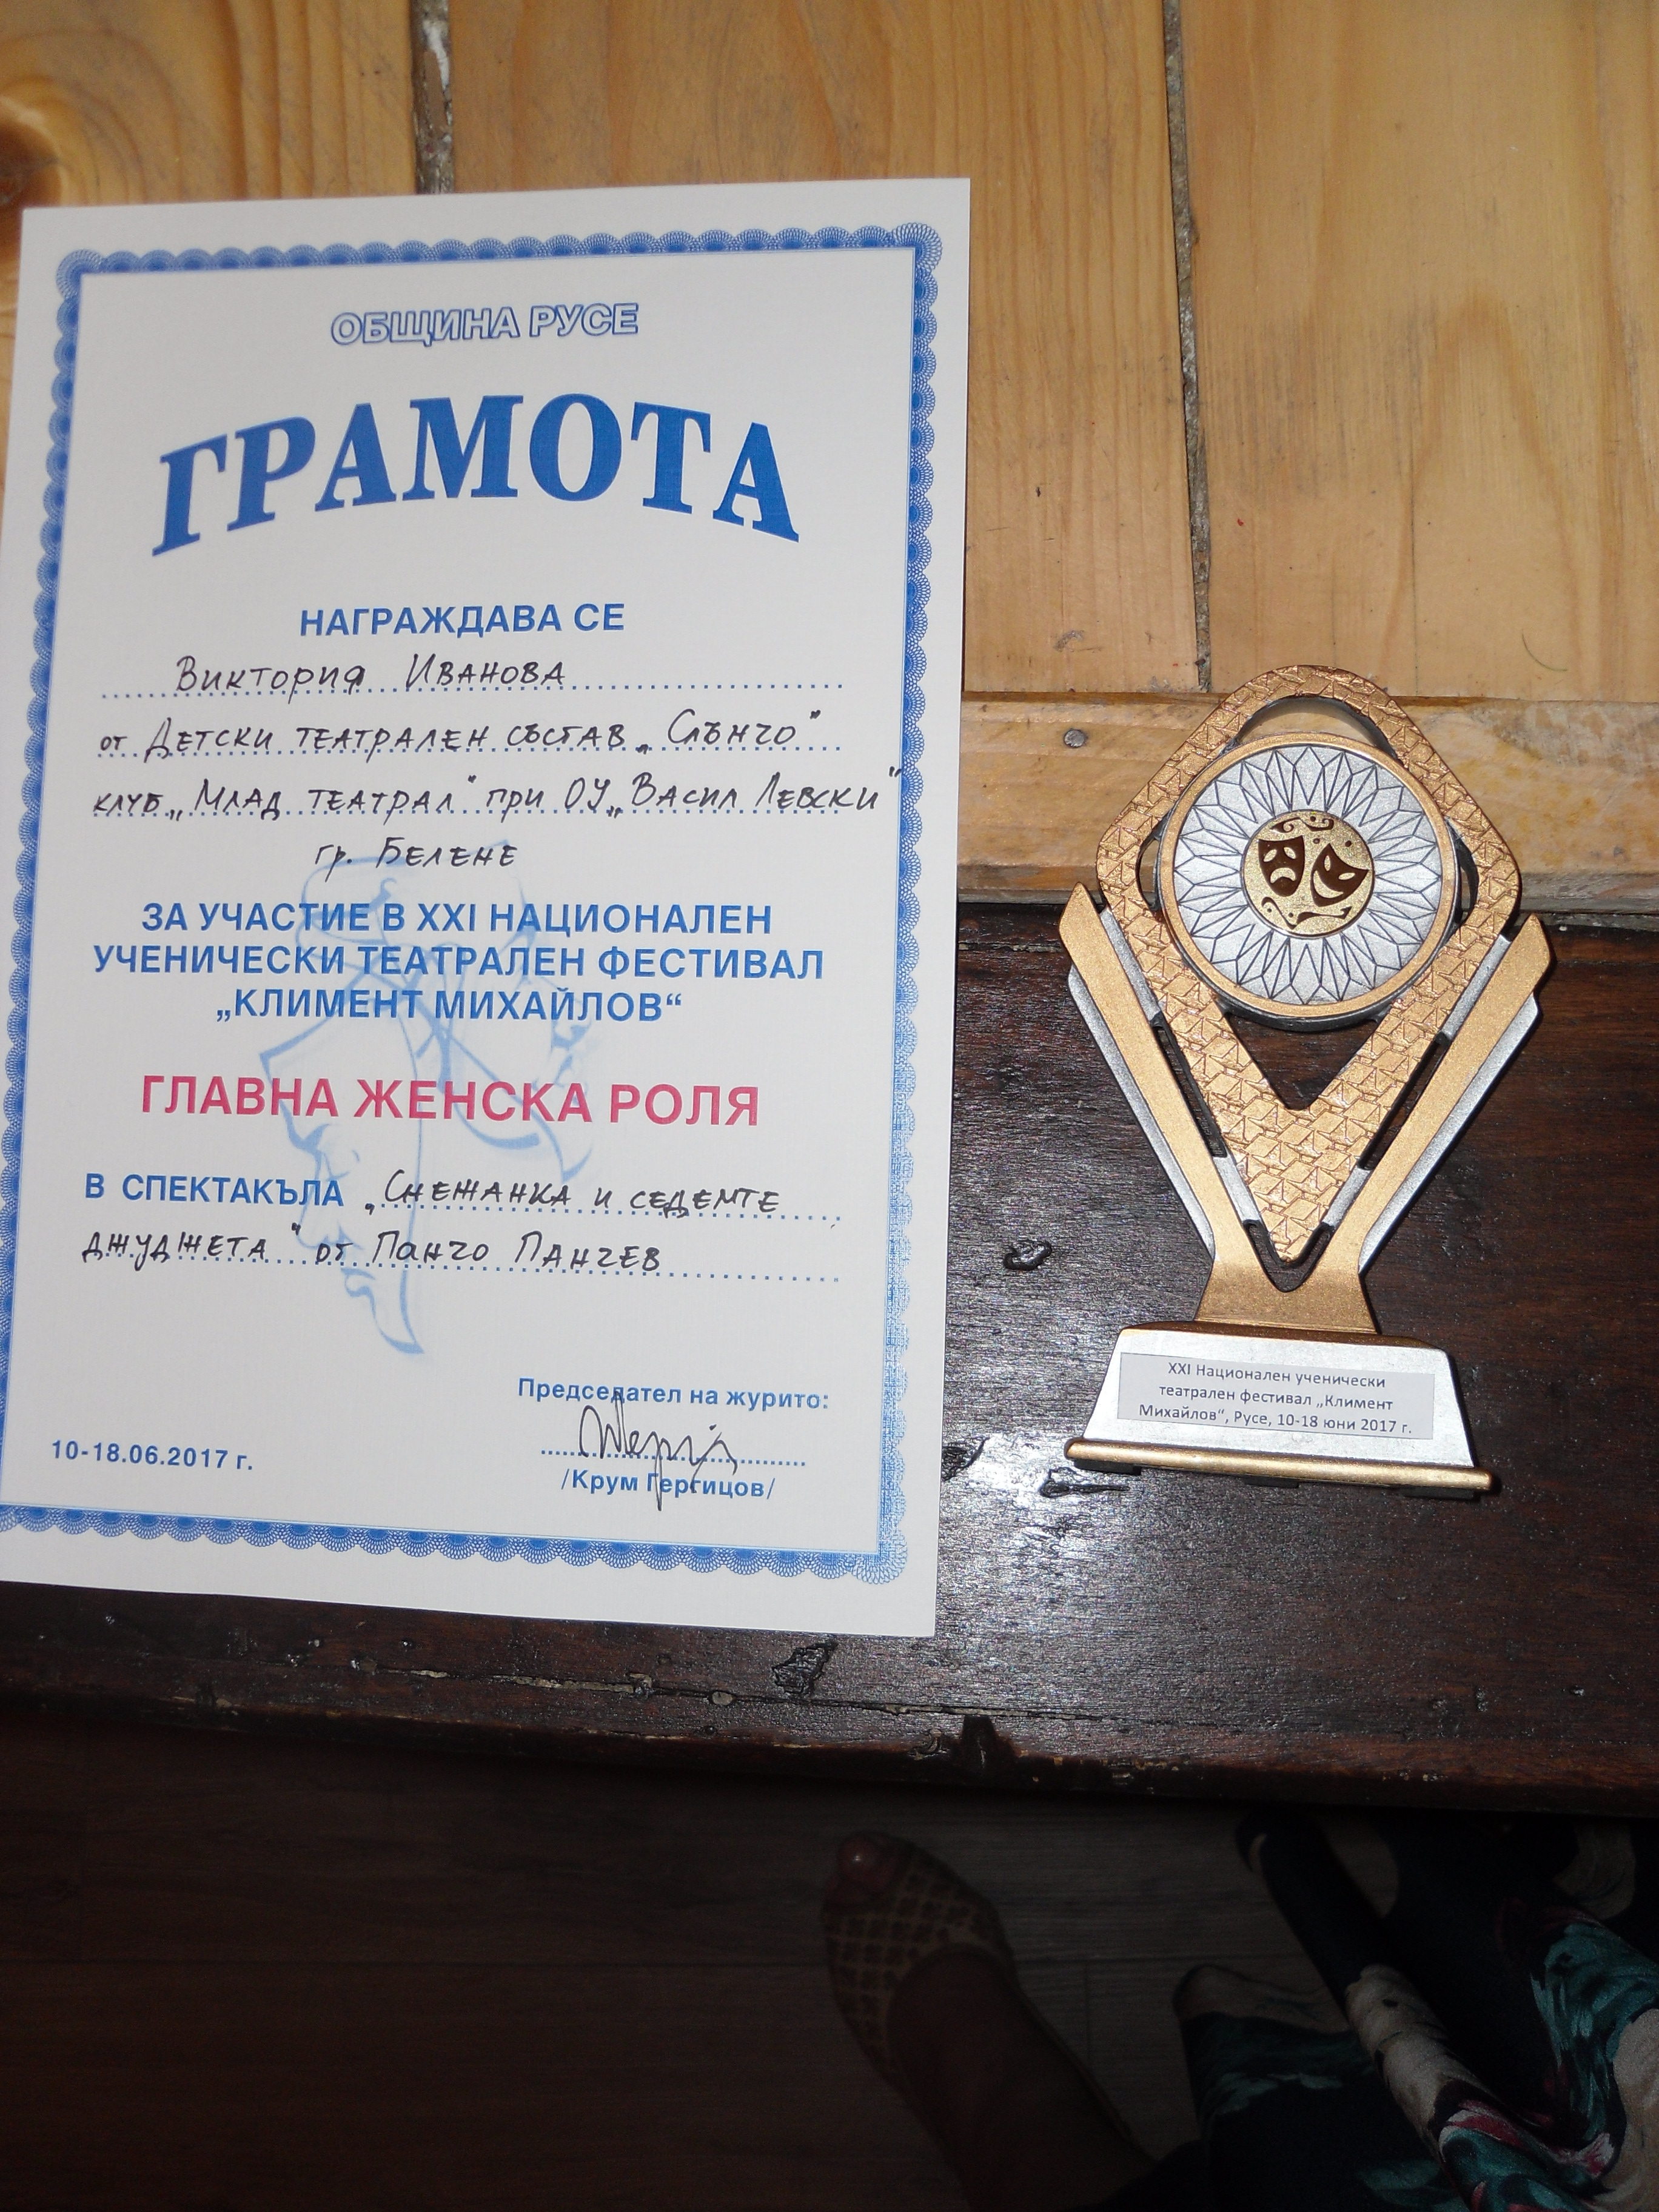 ОБЩИНА РУСЕ
ГРАМОТА
НАГРАЖДАВА СЕ
Виктория Иванова
от Детски театрален състав „Слънчо"
клуб „Млад театрал" при ОУ „Васил Левски"
гр. Белене
ЗА УЧАСТИЕ В XXI НАЦИОНАЛЕН
УЧЕНИЧЕСКИ ТЕАТРАЛЕН ФЕСТИВАЛ
„КЛИМЕНТ МИХАЙЛОВ“
ГЛАВНА ЖЕНСКА РОЛЯ
В СПЕКТАКЪЛА „Снежанка и седемте
джуджета" от Панчо Панчев
Председател на журито:
10-18.06.2017 г.
/Крум Гергицов/
XXI Национален ученически
театрален фестивал „Климент
Михайлов“, Русе, 10-18 юни 2017 г.